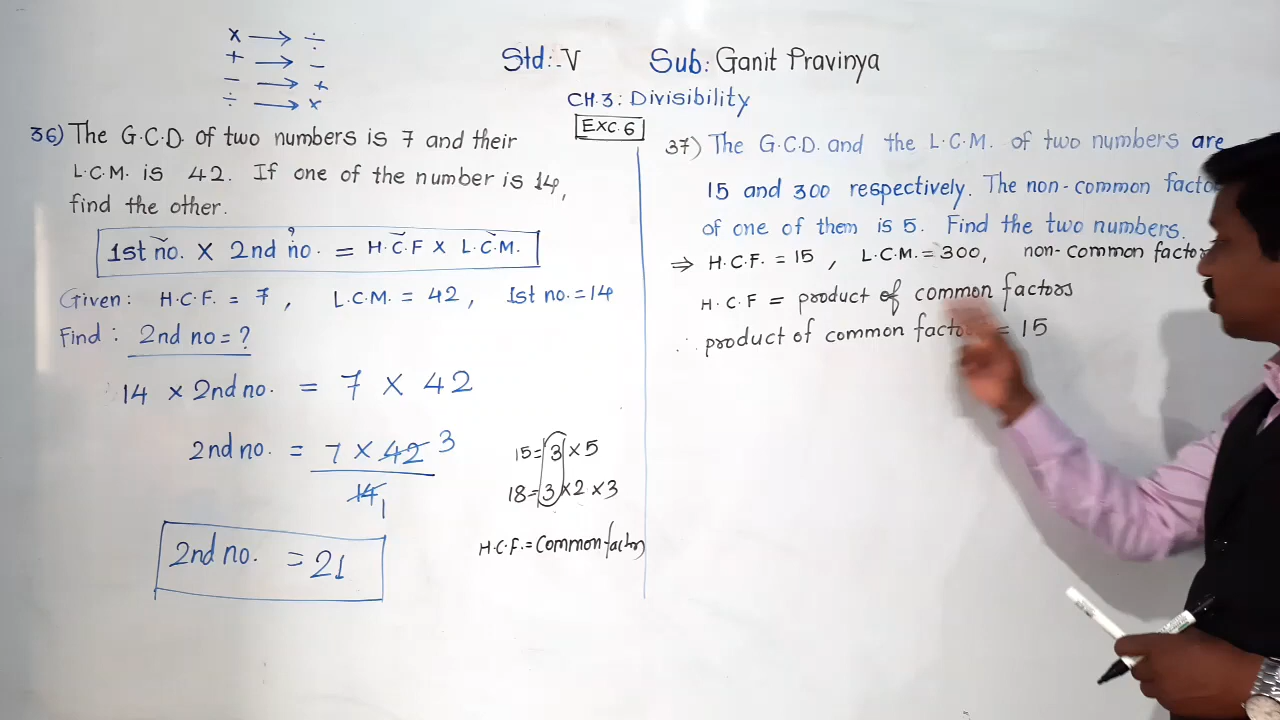 × → ÷
+ → −
− → +
÷ → ×
Std:- V Sub: Ganit Pravinya
CH.3: Divisibility
Exc.6
36) The G.C.D. of two numbers is 7 and their
L.C.M. is 42. If one of the number is 14,
find the other.
?
1st no. × 2nd no. = H.C.F × L.C.M.
Given: H.C.F. = 7, L.C.M. = 42, Ist no. = 14
Find: 2nd no = ?
14 × 2nd no. = 7 × 42
2nd no. = 7 × 42 3
14 1
2nd no. = 21
15 = 3 × 5
18 = 3 × 2 × 3
H.C.F. = Common factors
37) The G.C.D. and the L.C.M. of two numbers are
15 and 300 respectively. The non-common
of one of them is 5. Find the two numbers.
⇒ H.C.F. = 15, L.C.M. = 300, non-common factor
H.C.F = product of common factors
∴ product of common = 15